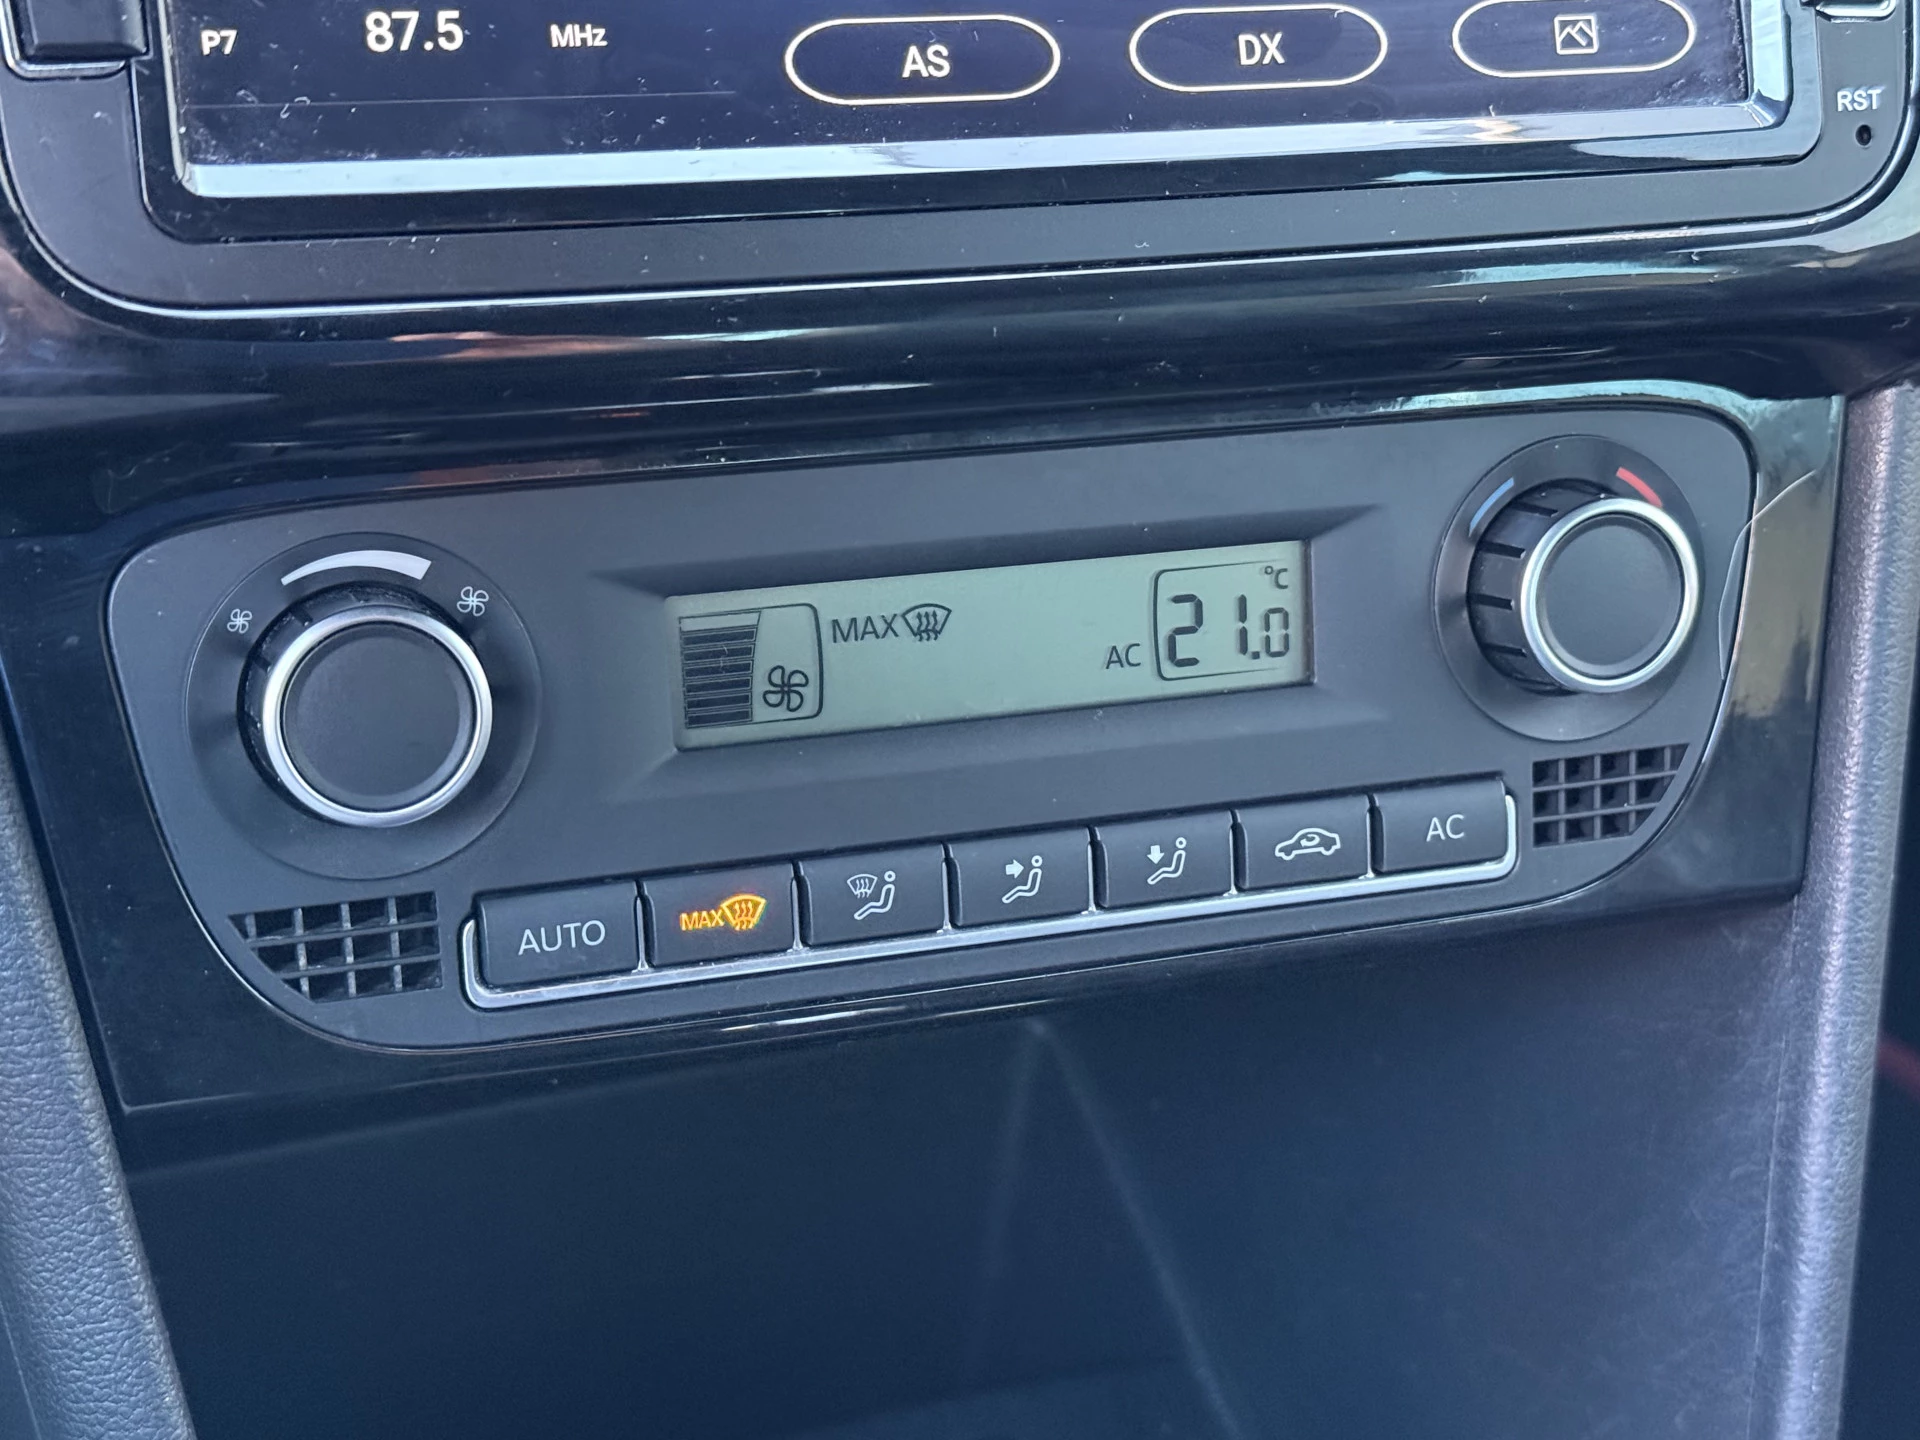 P7 87.5 MHz AS DX
RST
MAX
AC 21.0 °C
AUTO MAX AC